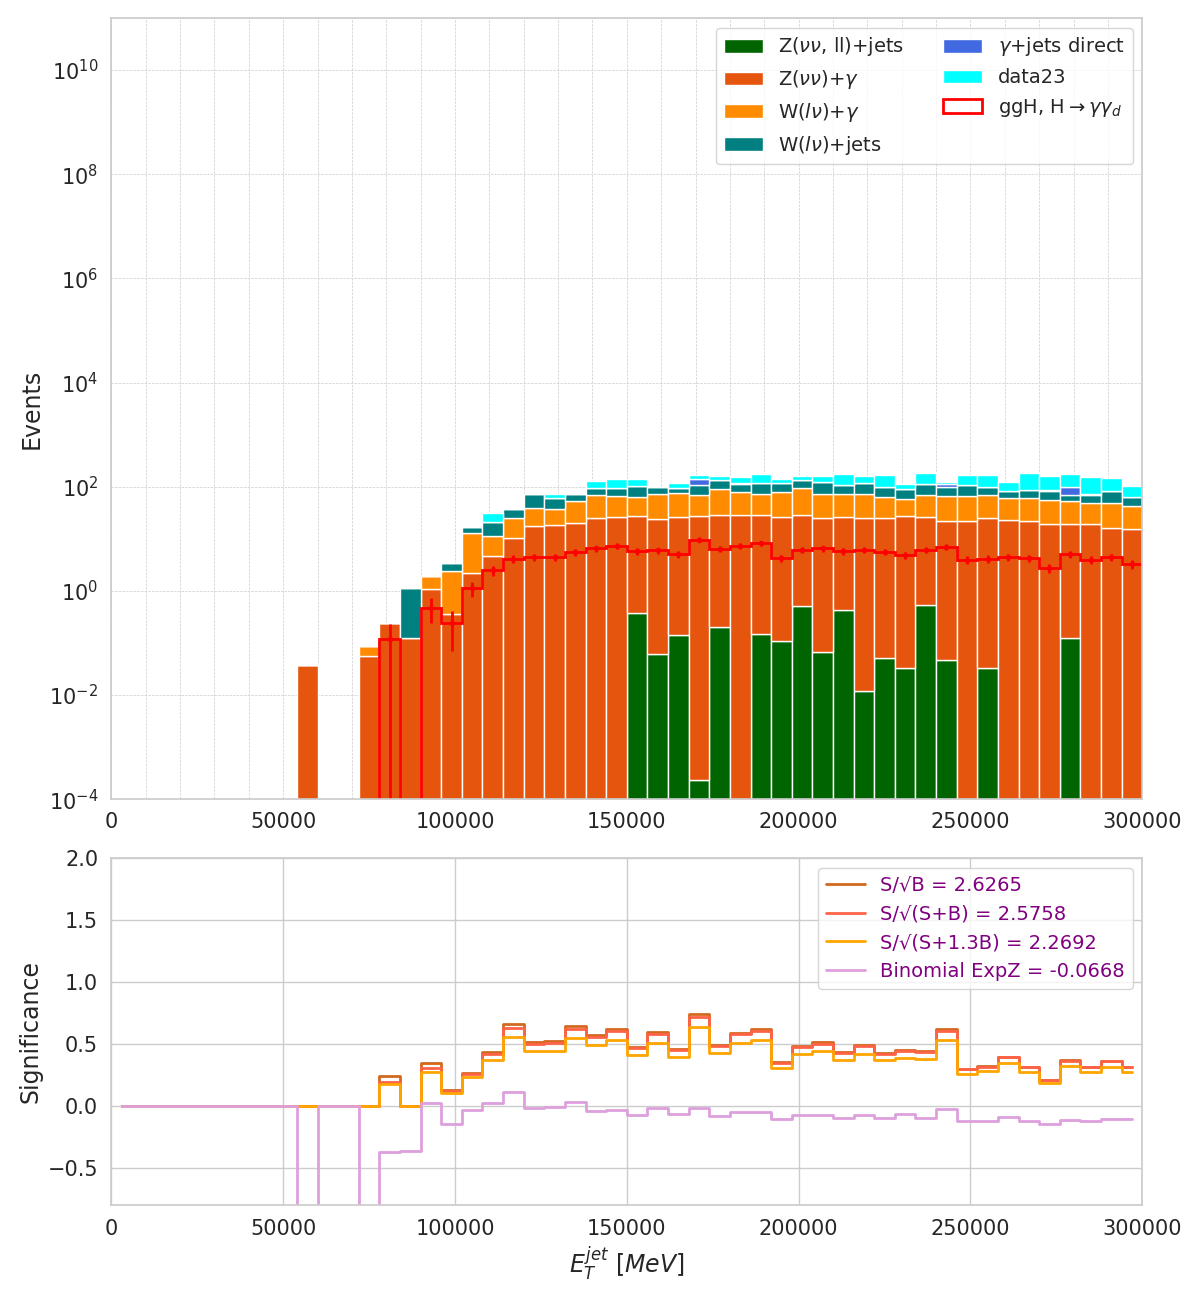 Z(νν, ll)+jets
Z(νν)+γ
W(lν)+γ
W(lν)+jets
γ+jets direct
data23
ggH, H→γγ_d
Events
10^10
10^8
10^6
10^4
10^2
10^0
10^−2
10^−4
0 50000 100000 150000 200000 250000 300000
S/√B = 2.6265
S/√(S+B) = 2.5758
S/√(S+1.3B) = 2.2692
Binomial ExpZ = -0.0668
Significance
2.0
1.5
1.0
0.5
0.0
−0.5
0 50000 100000 150000 200000 250000 300000
E_T^jet [MeV]